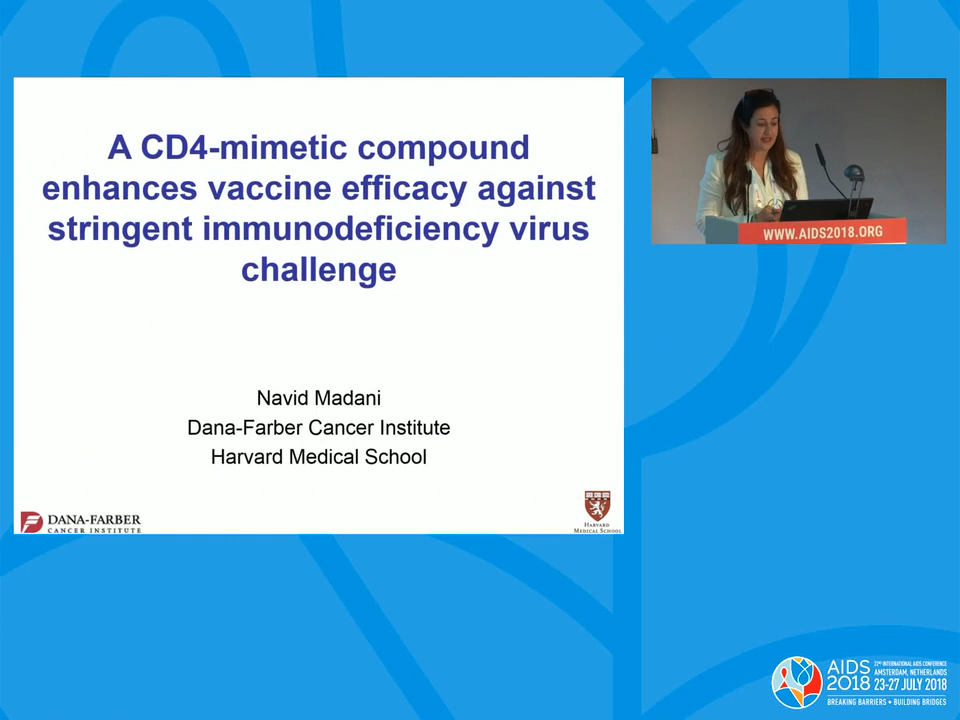 A CD4-mimetic compound
enhances vaccine efficacy against
stringent immunodeficiency virus
challenge
Navid Madani
Dana-Farber Cancer Institute
Harvard Medical School
DANA-FARBER
CANCER INSTITUTE
HARVARD
MEDICAL SCHOOL
WWW.AIDS2018.ORG
AIDS
2018
22ND INTERNATIONAL AIDS CONFERENCE
AMSTERDAM, NETHERLANDS
23-27 JULY 2018
BREAKING BARRIERS • BUILDING BRIDGES